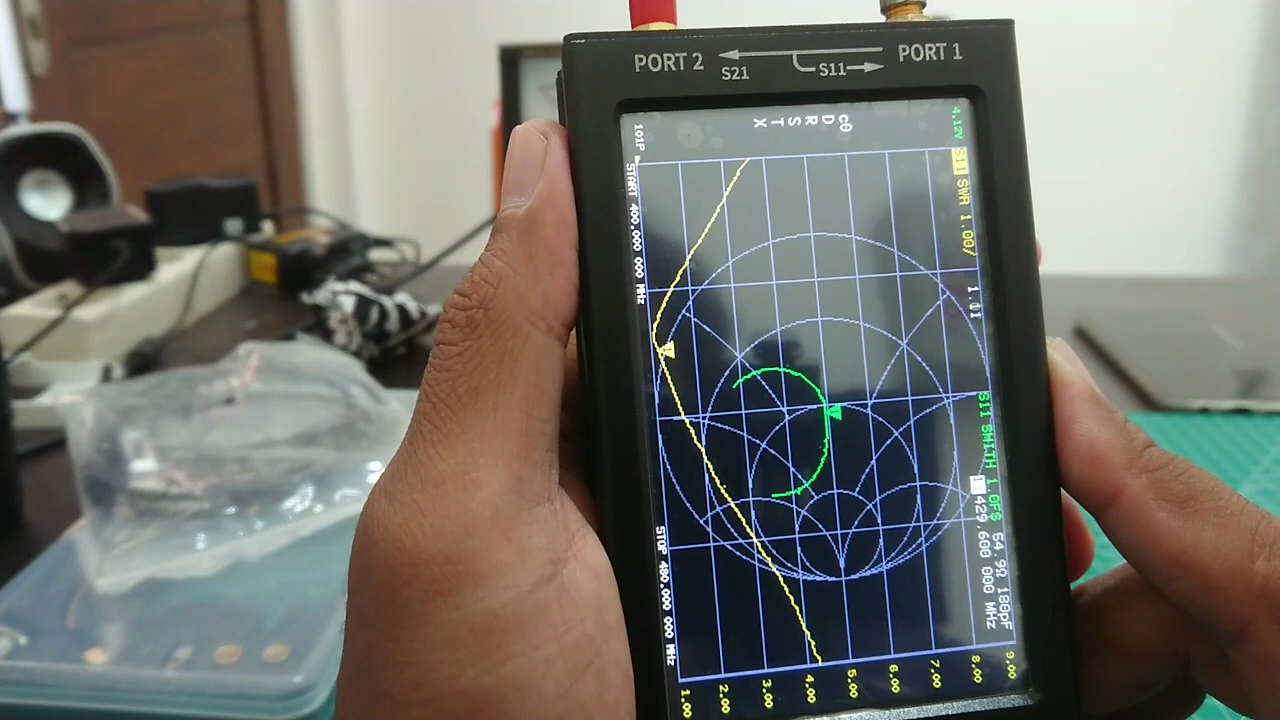 PORT 2
S21
S11
PORT 1
4.12V
S11 SWR 1.00/
1.01
S11 SMITH 1.0FS
54.9Ω 180pF
1:429.600 000 MHz
C0
D
R
S
T
X
101P
START 400.000 000 MHz
STOP 480.000 000 MHz
1.00
2.00
3.00
4.00
5.00
6.00
7.00
8.00
9.00